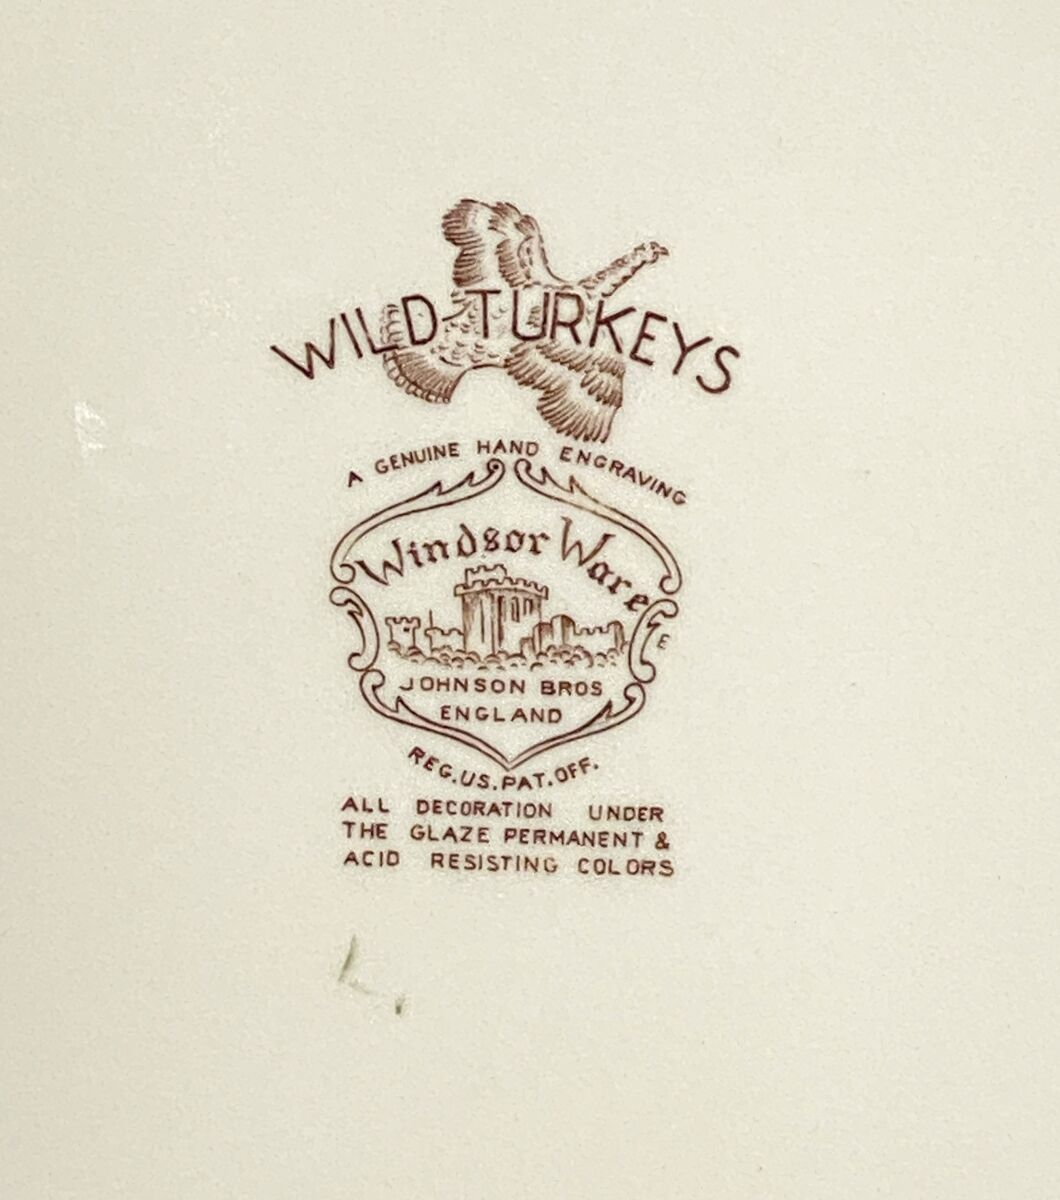 WILD TURKEYS
A GENUINE HAND ENGRAVING
Windsor Ware
E
JOHNSON BROS
ENGLAND
REG.US.PAT.OFF.
ALL DECORATION UNDER
THE GLAZE PERMANENT &
ACID RESISTING COLORS